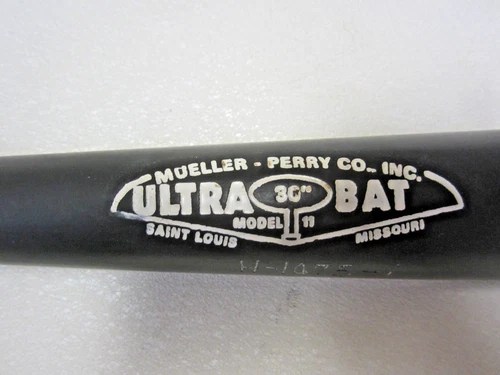 MUELLER - PERRY CO., INC.
ULTRA 30" BAT
MODEL 11
SAINT LOUIS MISSOURI